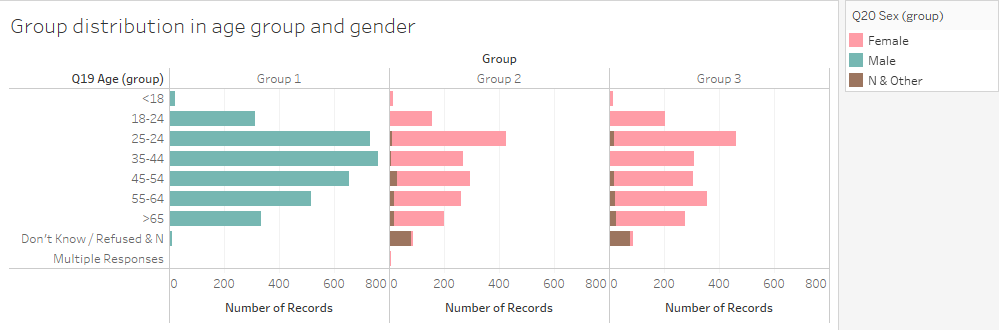 Group distribution in age group and gender
Q20 Sex (group)
Female
Male
N & Other
Group
Q19 Age (group) Group 1 Group 2 Group 3
<18
18-24
25-24
35-44
45-54
55-64
>65
Don't Know / Refused & N
Multiple Responses
0 200 400 600 800 0 200 400 600 800 0 200 400 600 800
Number of Records Number of Records Number of Records